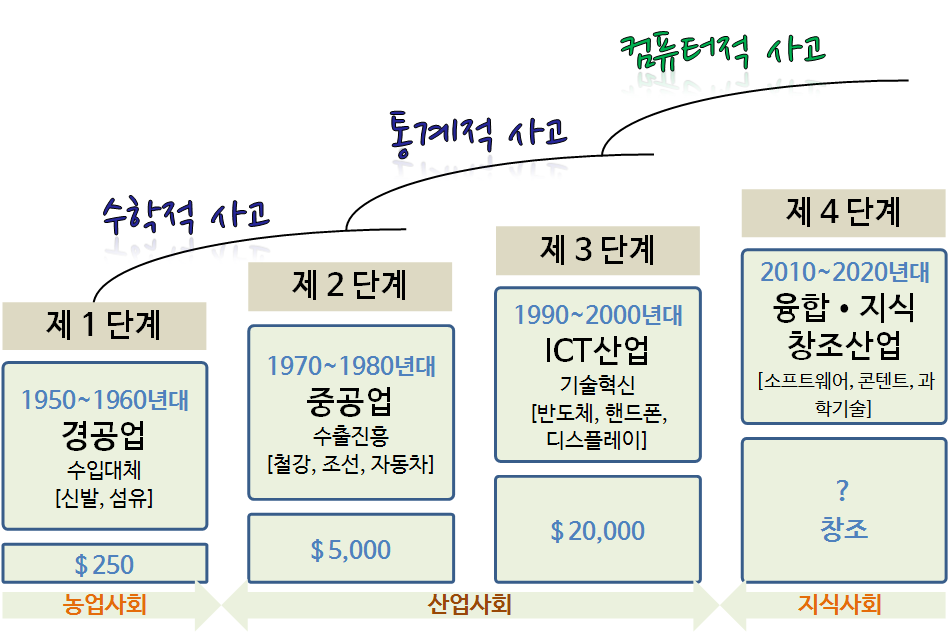 컴퓨터적 사고
통계적 사고
수학적 사고
제 1 단계
1950~1960년대
경공업
수입대체
[신발, 섬유]
$ 250
제 2 단계
1970~1980년대
중공업
수출진흥
[철강, 조선, 자동차]
$ 5,000
제 3 단계
1990~2000년대
ICT산업
기술혁신
[반도체, 핸드폰,
디스플레이]
$ 20,000
제 4 단계
2010~2020년대
융합・지식
창조산업
[소프트웨어, 콘텐트, 과
학기술]
?
창조
농업사회
산업사회
지식사회